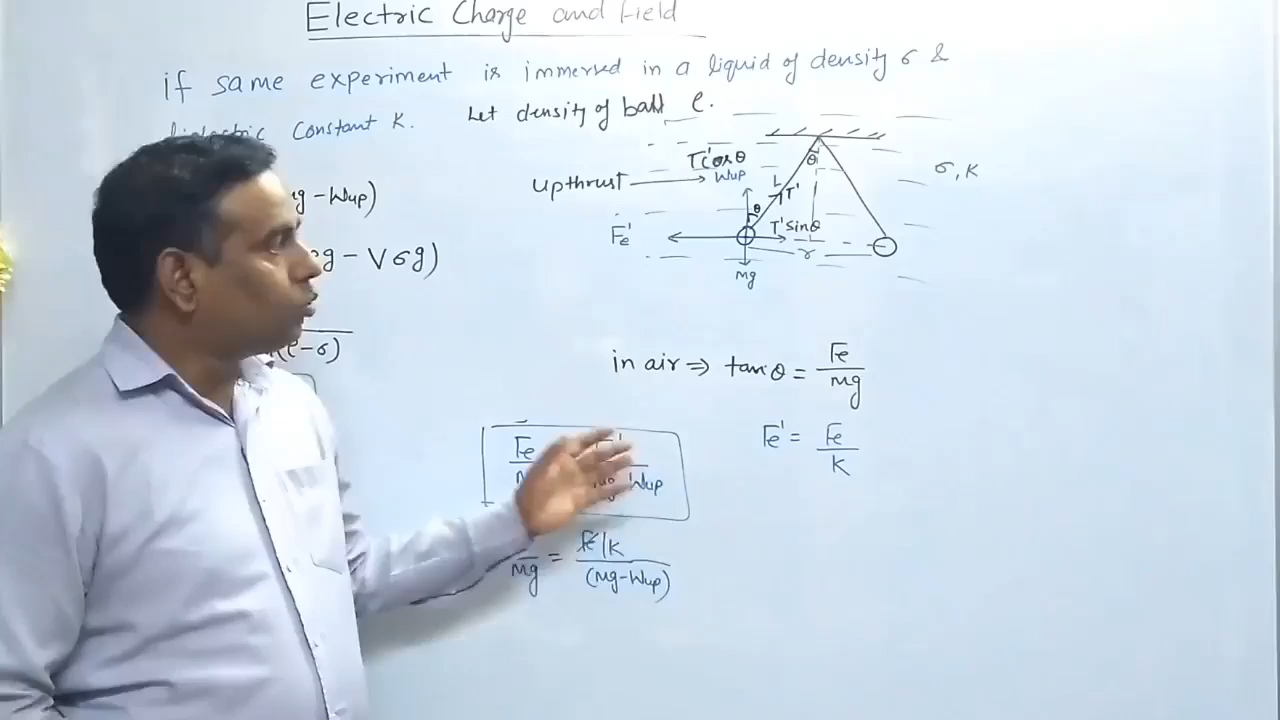 Electric Charge and Field
if same experiment is immersed in a liquid of density σ &
Constant K. Let density of ball ρ.
g - Wup)
ρg - Vσg)
(ρ-σ)
T'cosθ
Wup
upthrust
θ
L
T'
θ
σ, K
Fe'
T'sinθ
r
Mg
in air ⇒ tanθ = Fe/mg
Fe' = Fe/K
Fe Wup
mg = Fe/K/(Mg-Wup)